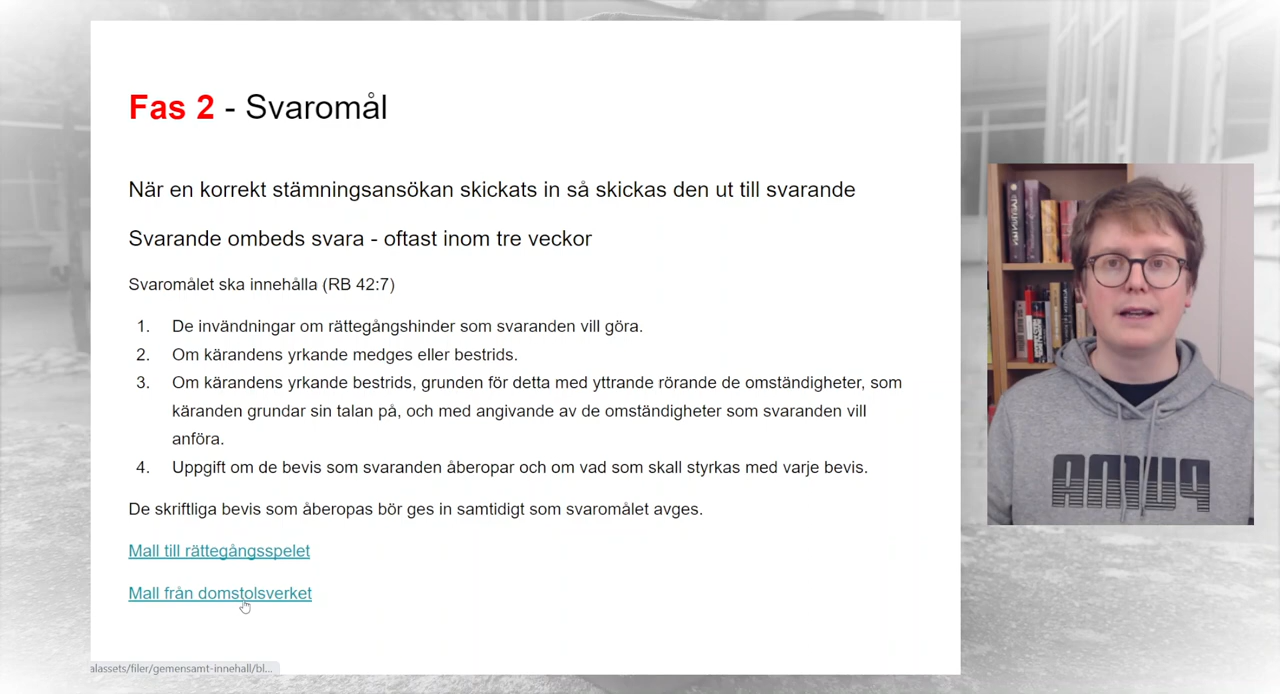 Fas 2 - Svaromål
När en korrekt stämningsansökan skickats in så skickas den ut till svarande
Svarande ombeds svara - oftast inom tre veckor
Svaromålet ska innehålla (RB 42:7)
1. De invändningar om rättegångshinder som svaranden vill göra.
2. Om kärandens yrkande medges eller bestrids.
3. Om kärandens yrkande bestrids, grunden för detta med yttrande rörande de omständigheter, som
käranden grundar sin talan på, och med angivande av de omständigheter som svaranden vill
anföra.
4. Uppgift om de bevis som svaranden åberopar och om vad som skall styrkas med varje bevis.
De skriftliga bevis som åberopas bör ges in samtidigt som svaromålet avges.
Mall till rättegångsspelet
Mall från domstolsverket
alassets/filer/gemensamt-innehall/bl...